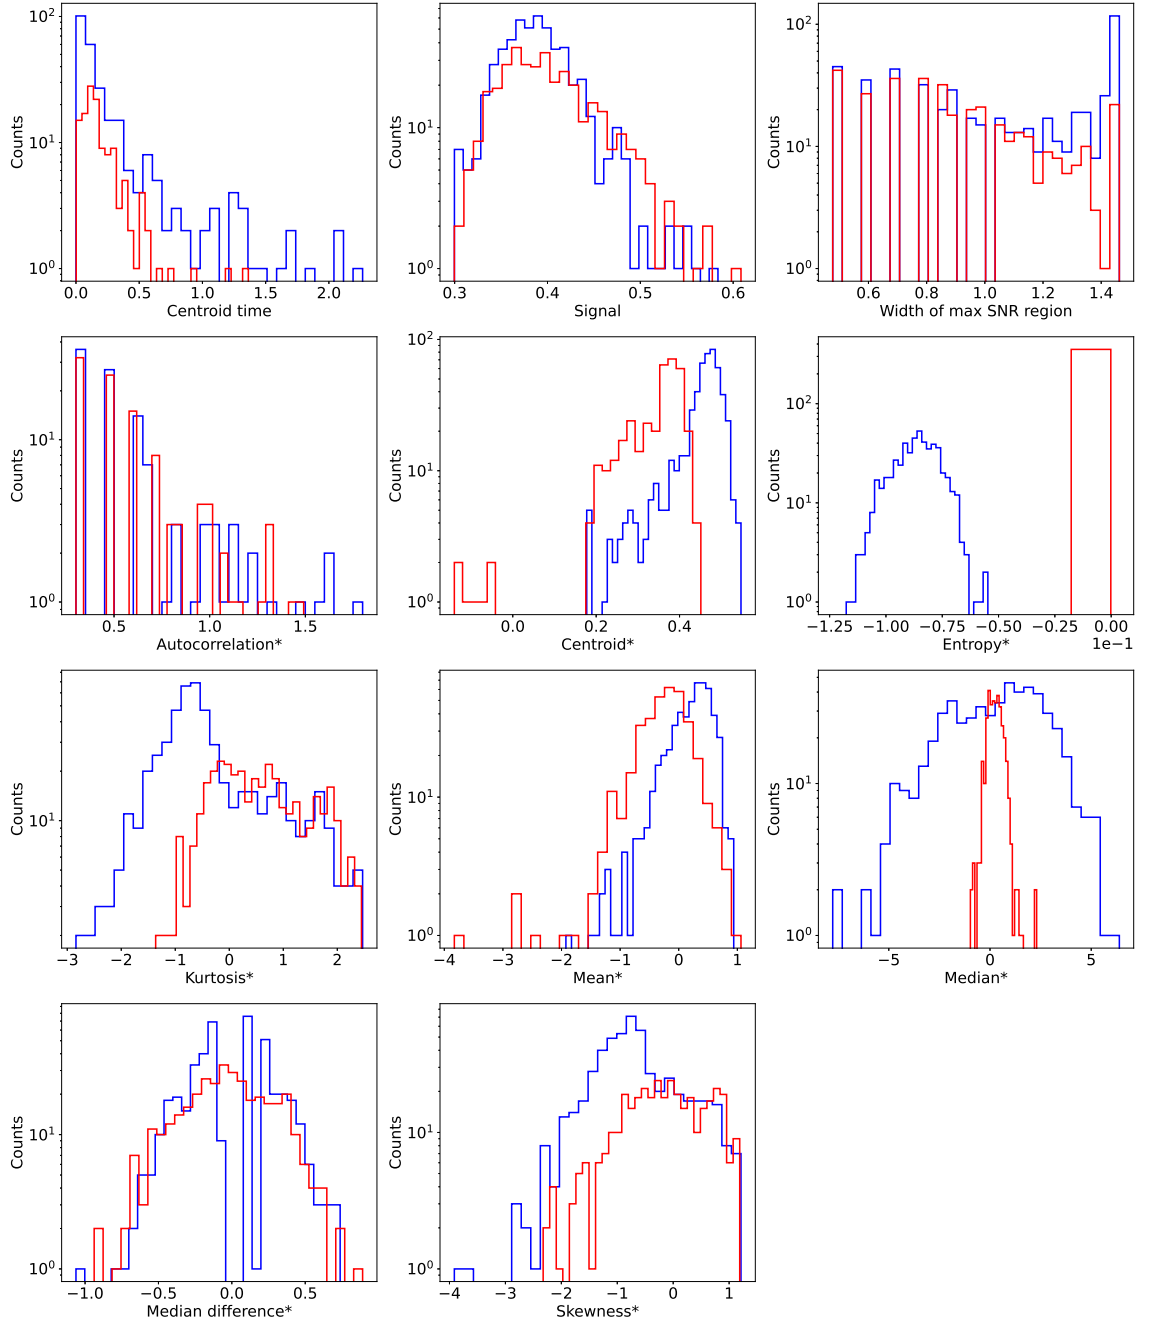 Counts
10² 10¹ 10⁰
0.0 0.5 1.0 1.5 2.0
Centroid time
Counts
10¹ 10⁰
0.3 0.4 0.5 0.6
Signal
Counts
10² 10¹ 10⁰
0.6 0.8 1.0 1.2 1.4
Width of max SNR region
Counts
10¹ 10⁰
0.5 1.0 1.5
Autocorrelation*
Counts
10² 10¹ 10⁰
0.0 0.2 0.4
Centroid*
Counts
10² 10¹ 10⁰
−1.25 −1.00 −0.75 −0.50 −0.25 0.00
1e−1
Entropy*
Counts
10¹
−3 −2 −1 0 1 2
Kurtosis*
Counts
10¹ 10⁰
−4 −3 −2 −1 0 1
Mean*
Counts
10¹ 10⁰
−5 0 5
Median*
Counts
10¹ 10⁰
−1.0 −0.5 0.0 0.5
Median difference*
Counts
10¹ 10⁰
−4 −3 −2 −1 0 1
Skewness*